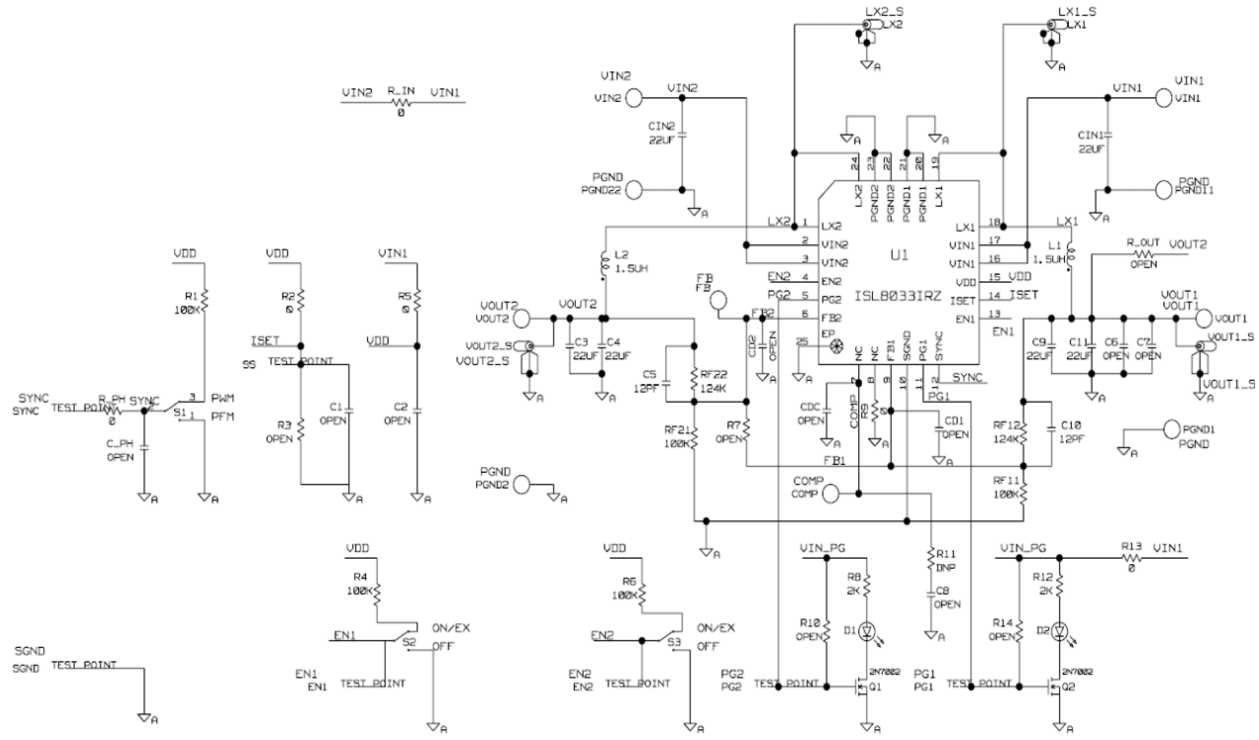 LX2_S
LX2
LX1_S
LX1
VIN2 R_IN VIN1
0
VIN2
VIN2
VIN2
CIN2
22UF
PGND
PGND22
A
A
A
A
A
VIN1
VIN1
VIN1
CIN1
22UF
PGND
PGND11
A
24 23 22 21 20 19
LX2 PGND2 PGND2 PGND1 PGND1 LX1
LX2 1 LX2
2 VIN2
3 VIN2
EN2 4 EN2
PG2 5 PG2
FB2 6 FB2
25 EP
U1
ISL8033IRZ
LX1 18 LX1
VIN1 17
VIN1 16
VDD 15 VDD
ISET 14 ISET
EN1 13 EN1
NC NC FB1 SGND PG1 SYNC
7 8 9 10 11 12
SYNC
PG1
A
L2
1.5UH
L1
1.5UH
R_OUT VOUT2
OPEN
FB
FB
VOUT2
VOUT2
VOUT2
VOUT2_S
VOUT2_S
A
C3
22UF
C4
22UF
A
C5
12PF
RF22
124K
RF21
100K
R7
OPEN
CD2
OPEN
A
CDC
OPEN
A
COMP
R9
0
A
CD1
OPEN
A
FB1
COMP
COMP
VOUT1
VOUT1
VOUT1
VOUT1_S
VOUT1_S
A
C9
22UF
C11
22UF
C6
OPEN
C7
OPEN
A
RF12
124K
C10
12PF
RF11
100K
PGND1
PGND
A
PGND
PGND2
A
A
VDD
R1
100K
SYNC
SYNC
TEST POINT
R_PH
0
SYNC
S1
3 PWM
1 PFM
C_PH
OPEN
A
A
VDD
R2
0
ISET
SS TEST POINT
R3
OPEN
C1
OPEN
A
VIN1
R5
0
VDD
C2
OPEN
A
VDD
R4
100K
EN1
S2
ON/EX
OFF
EN1
EN1
TEST POINT
A
VDD
R6
100K
EN2
S3
ON/EX
OFF
EN2
EN2
TEST POINT
A
SGND
SGND
TEST POINT
A
VIN_PG
R8
2K
R10
OPEN
D1
2N7002
Q1
PG2
PG2
TEST POINT
A
R11
DNP
C8
OPEN
A
VIN_PG
R13
0
VIN1
R12
2K
R14
OPEN
D2
2N7002
Q2
PG1
PG1
TEST POINT
A